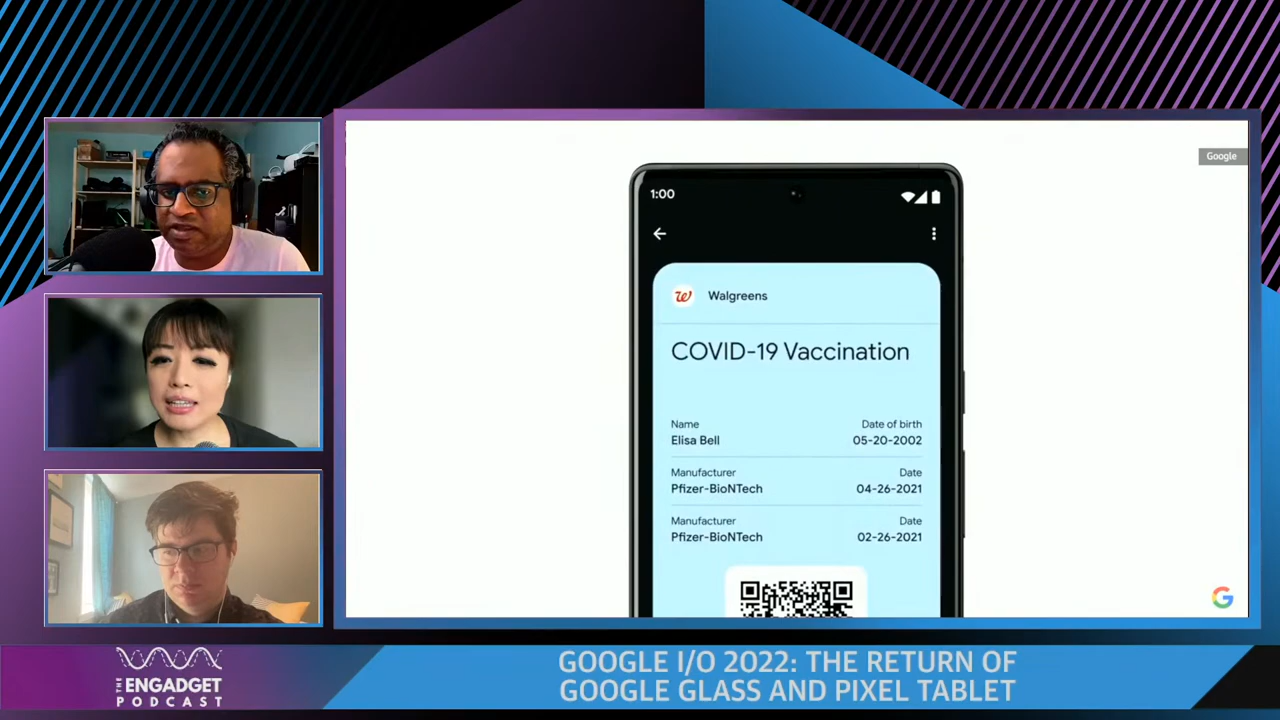 Google
1:00
Walgreens
COVID-19 Vaccination
Name
Date of birth
Elisa Bell
05-20-2002
Manufacturer
Date
Pfizer-BioNTech
04-26-2021
Manufacturer
Date
Pfizer-BioNTech
02-26-2021
THE ENGADGET
PODCAST
GOOGLE I/O 2022: THE RETURN OF
GOOGLE GLASS AND PIXEL TABLET